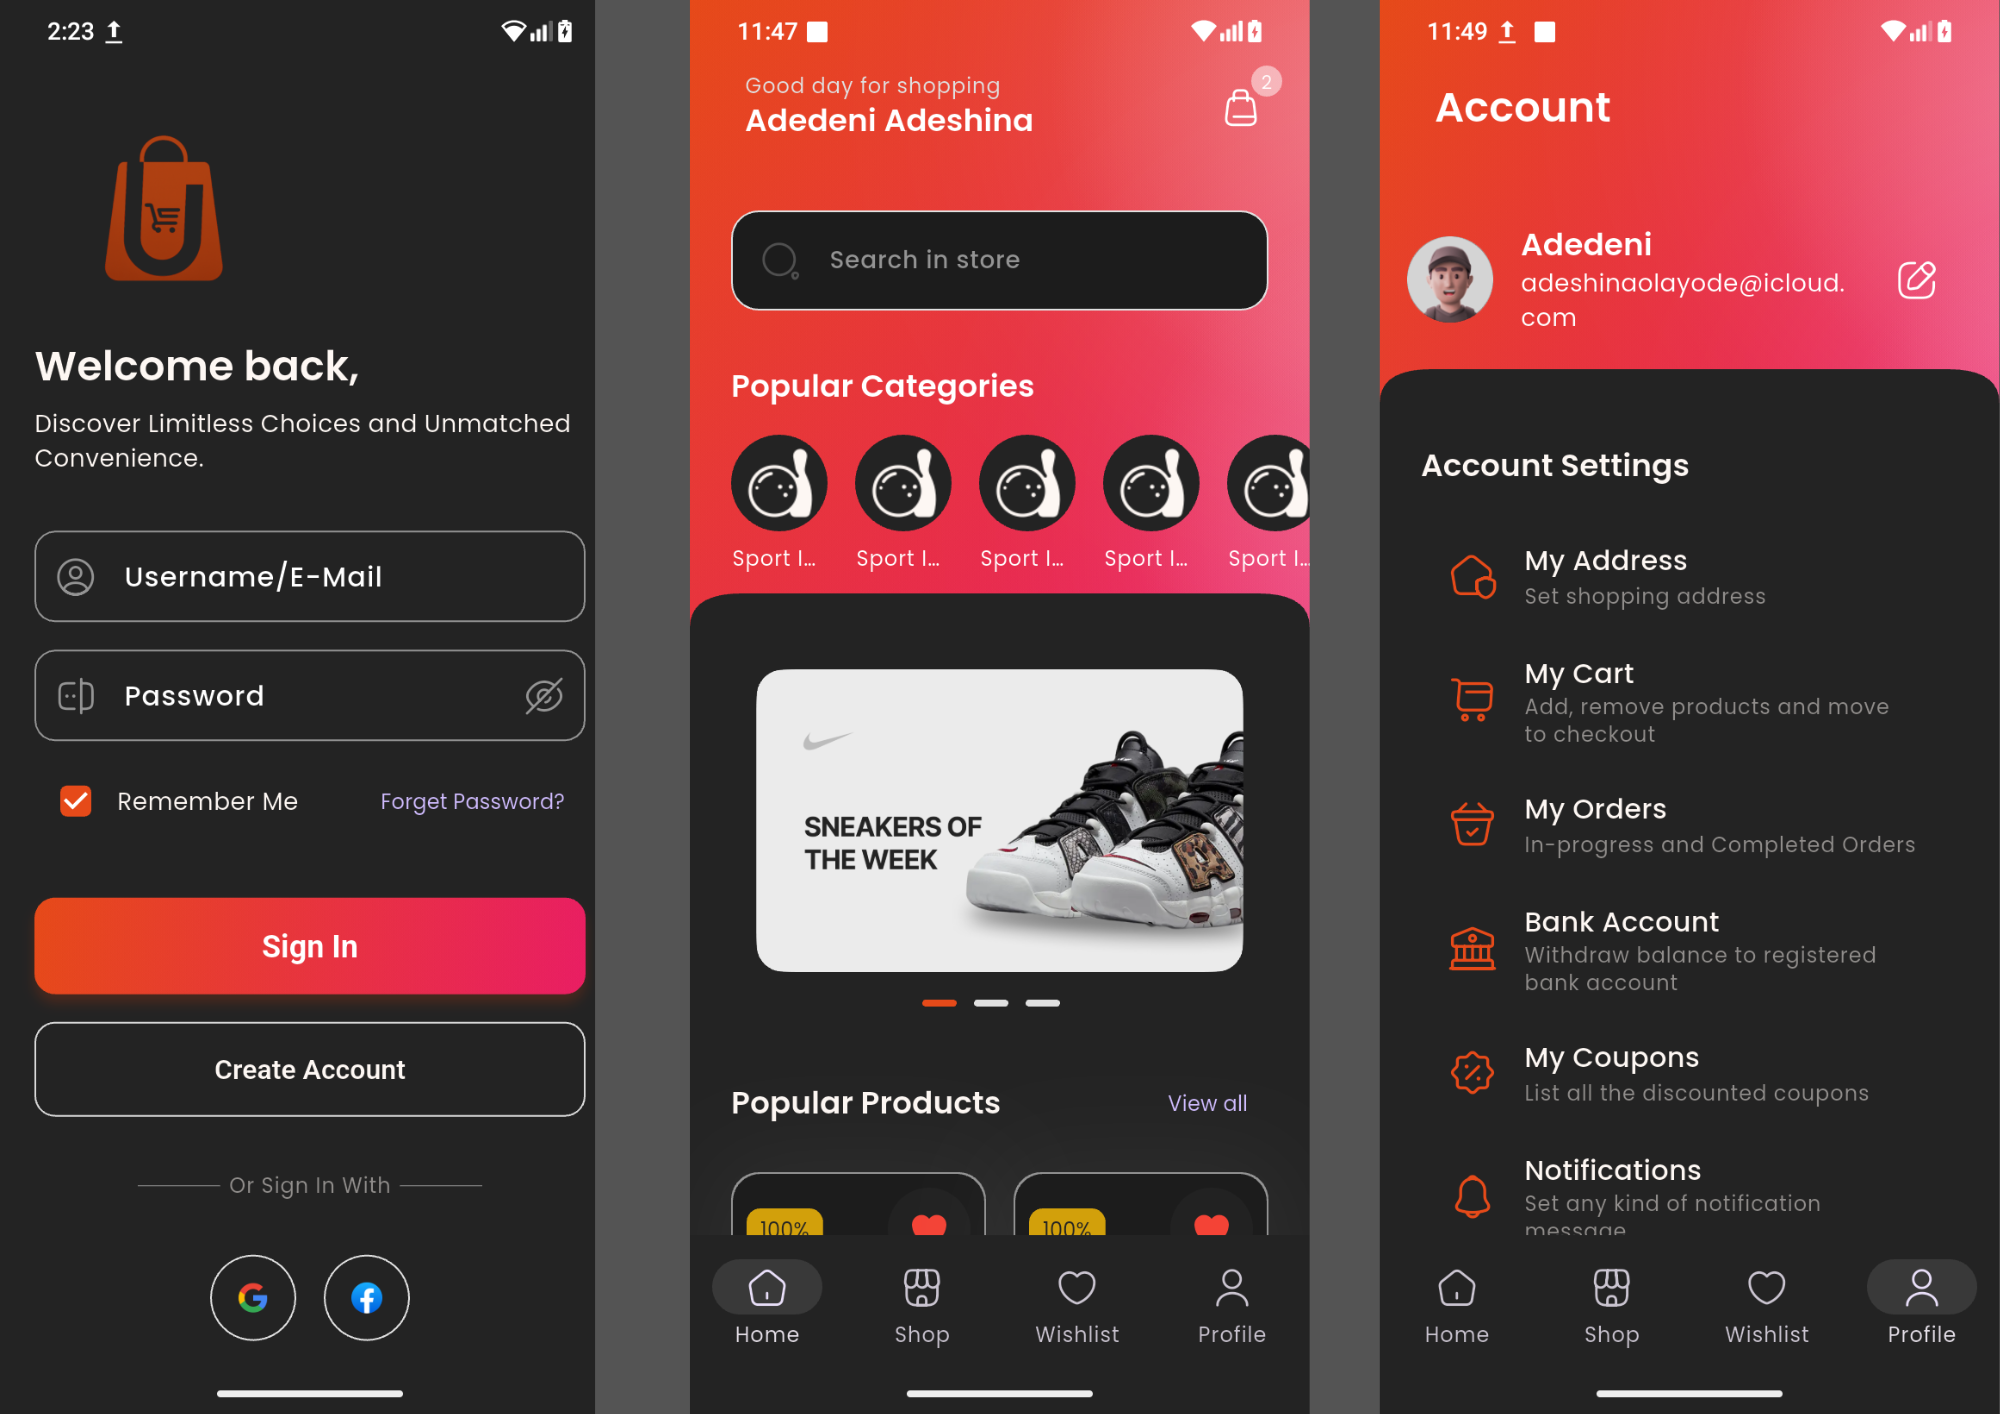 2:23
Welcome back,
Discover Limitless Choices and Unmatched
Convenience.
Username/E-Mail
Password
Remember Me
Forget Password?
Sign In
Create Account
Or Sign In With
11:47
Good day for shopping
Adedeni Adeshina
2
Search in store
Popular Categories
Sport I...
Sport I...
Sport I...
Sport I...
Sport I...
SNEAKERS OF
THE WEEK
Popular Products
View all
100%
100%
Home
Shop
Wishlist
Profile
11:49
Account
Adedeni
adeshinaolayode@icloud.
com
Account Settings
My Address
Set shopping address
My Cart
Add, remove products and move
to checkout
My Orders
In-progress and Completed Orders
Bank Account
Withdraw balance to registered
bank account
My Coupons
List all the discounted coupons
Notifications
Set any kind of notification
message
Home
Shop
Wishlist
Profile